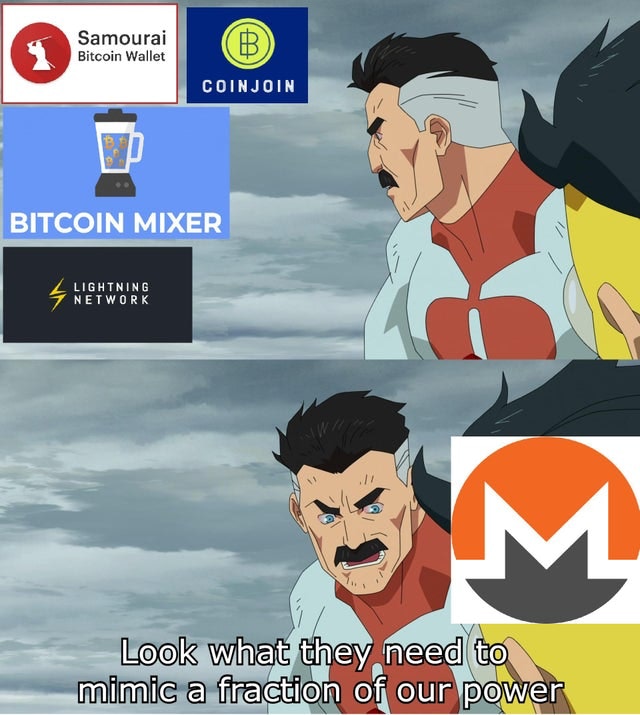 Samourai
Bitcoin Wallet
COINJOIN
BITCOIN MIXER
LIGHTNING
NETWORK
Look what they need to
mimic a fraction of our power